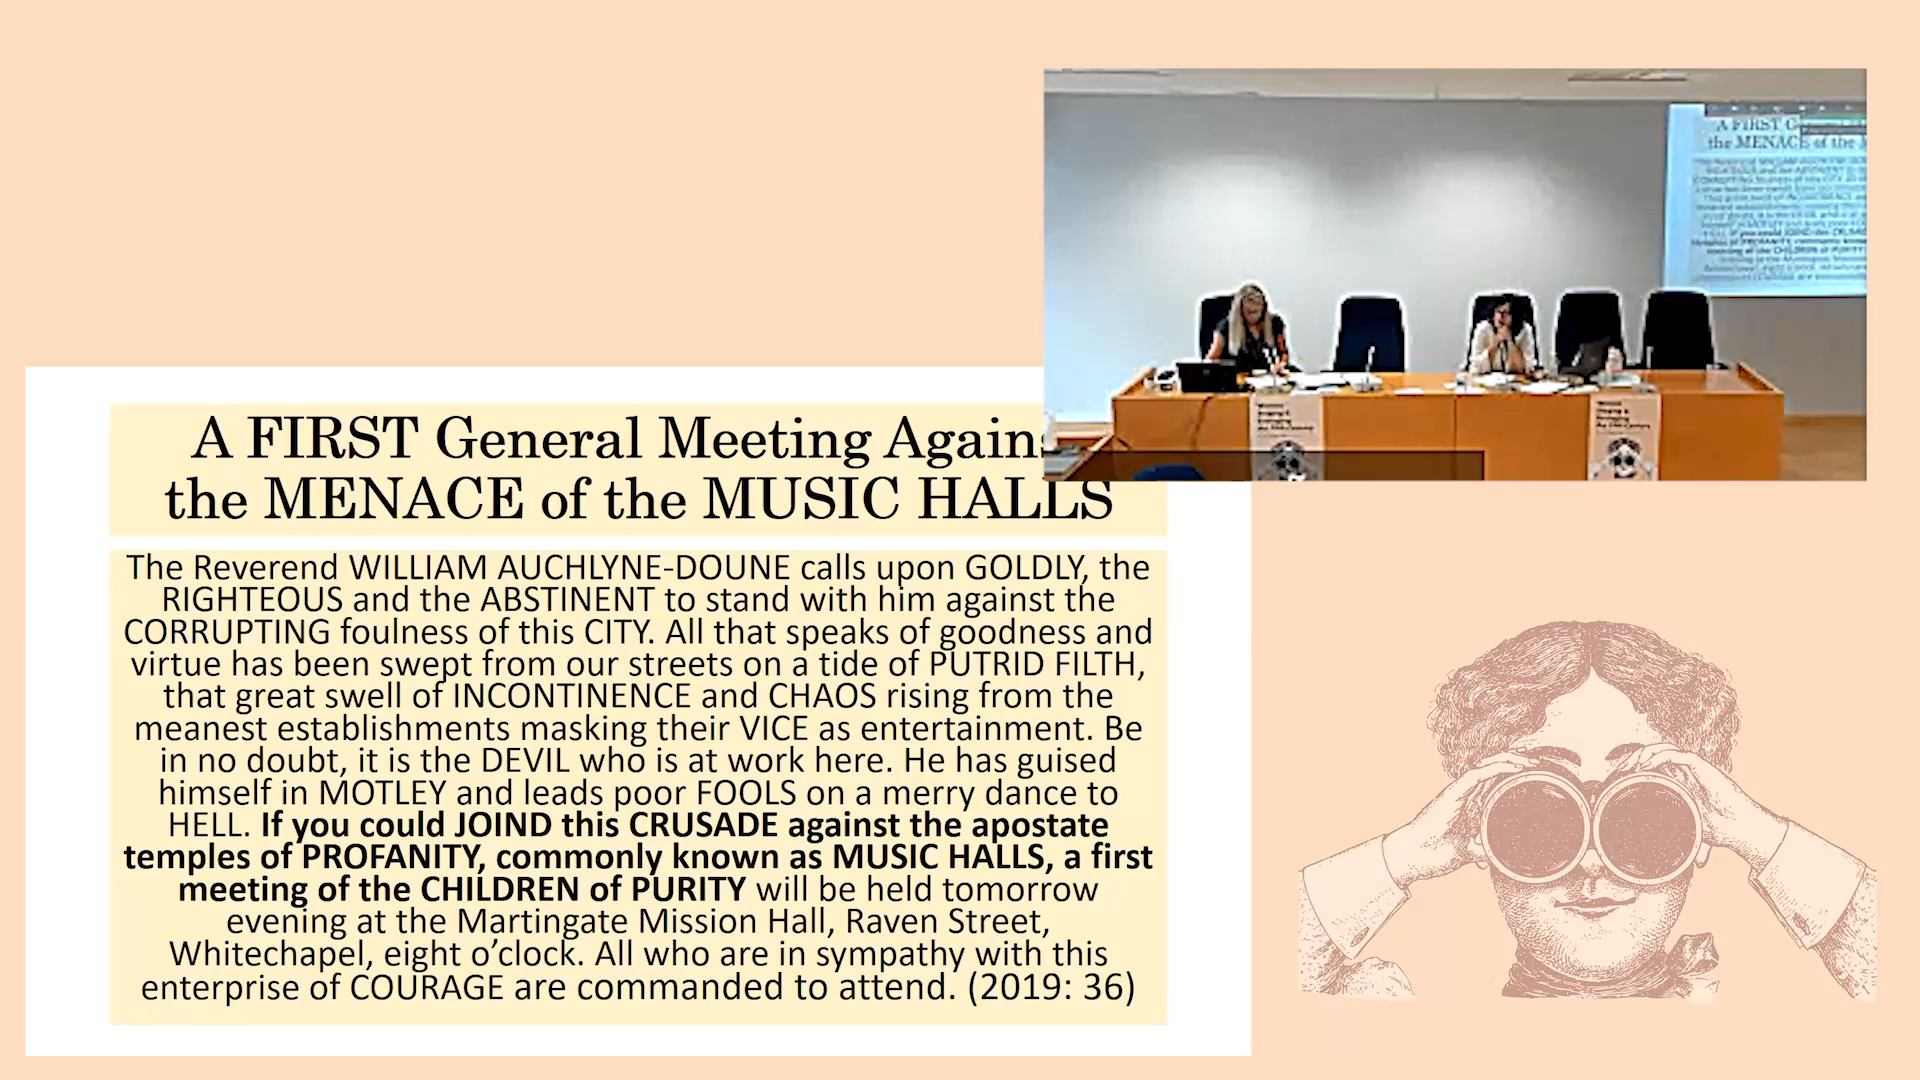 A FIRST General Meeting Agains
the MENACE of the MUSIC HALLS
The Reverend WILLIAM AUCHLYNE-DOUNE calls upon GOLDLY, the
RIGHTEOUS and the ABSTINENT to stand with him against the
CORRUPTING foulness of this CITY. All that speaks of goodness and
virtue has been swept from our streets on a tide of PUTRID FILTH,
that great swell of INCONTINENCE and CHAOS rising from the
meanest establishments masking their VICE as entertainment. Be
in no doubt, it is the DEVIL who is at work here. He has guised
himself in MOTLEY and leads poor FOOLS on a merry dance to
HELL. If you could JOIND this CRUSADE against the apostate
temples of PROFANITY, commonly known as MUSIC HALLS, a first
meeting of the CHILDREN of PURITY will be held tomorrow
evening at the Martingate Mission Hall, Raven Street,
Whitechapel, eight o’clock. All who are in sympathy with this
enterprise of COURAGE are commanded to attend. (2019: 36)
A FIRST G
the MENACE of the M